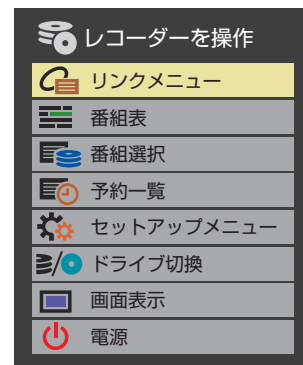 レコーダーを操作
リンクメニュー
番組表
番組選択
予約一覧
セットアップメニュー
ドライブ切換
画面表示
電源